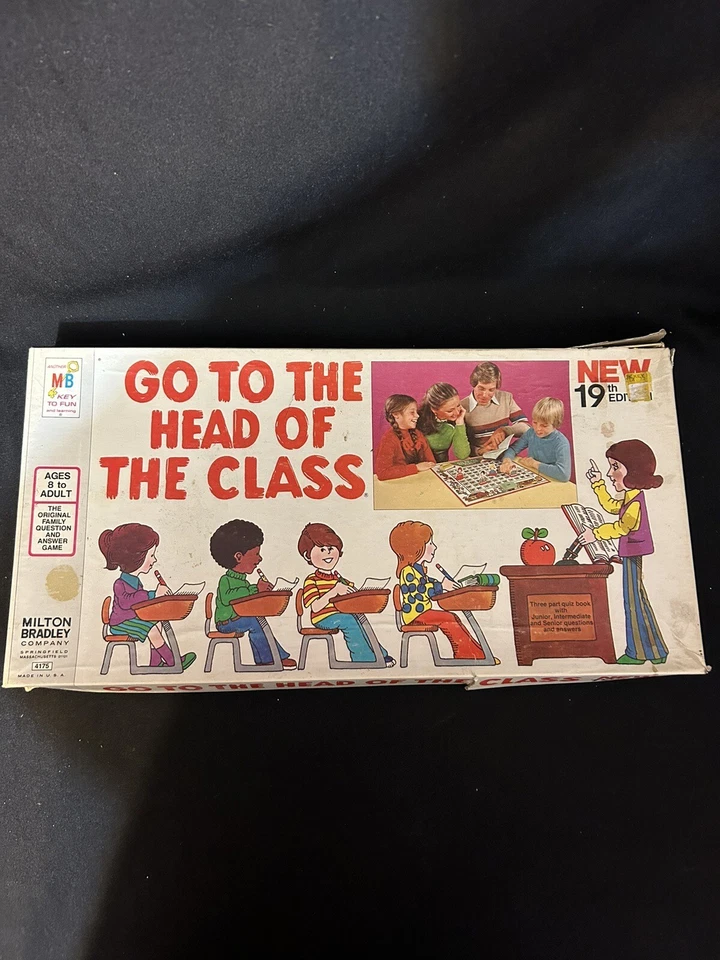 ANOTHER
MB
KEY
TO FUN
and learning
AGES
8 to
ADULT
THE
ORIGINAL
FAMILY
QUESTION
AND
ANSWER
GAME
MILTON
BRADLEY
COMPANY
SPRINGFIELD
MASSACHUSETTS
4175
MADE IN U.S.A.
GO TO THE
HEAD OF
THE CLASS
NEW
19th
Three part quiz book
with
Junior, Intermediate
and Senior questions
and answers.
GO TO THE HEAD OF THE CLASS